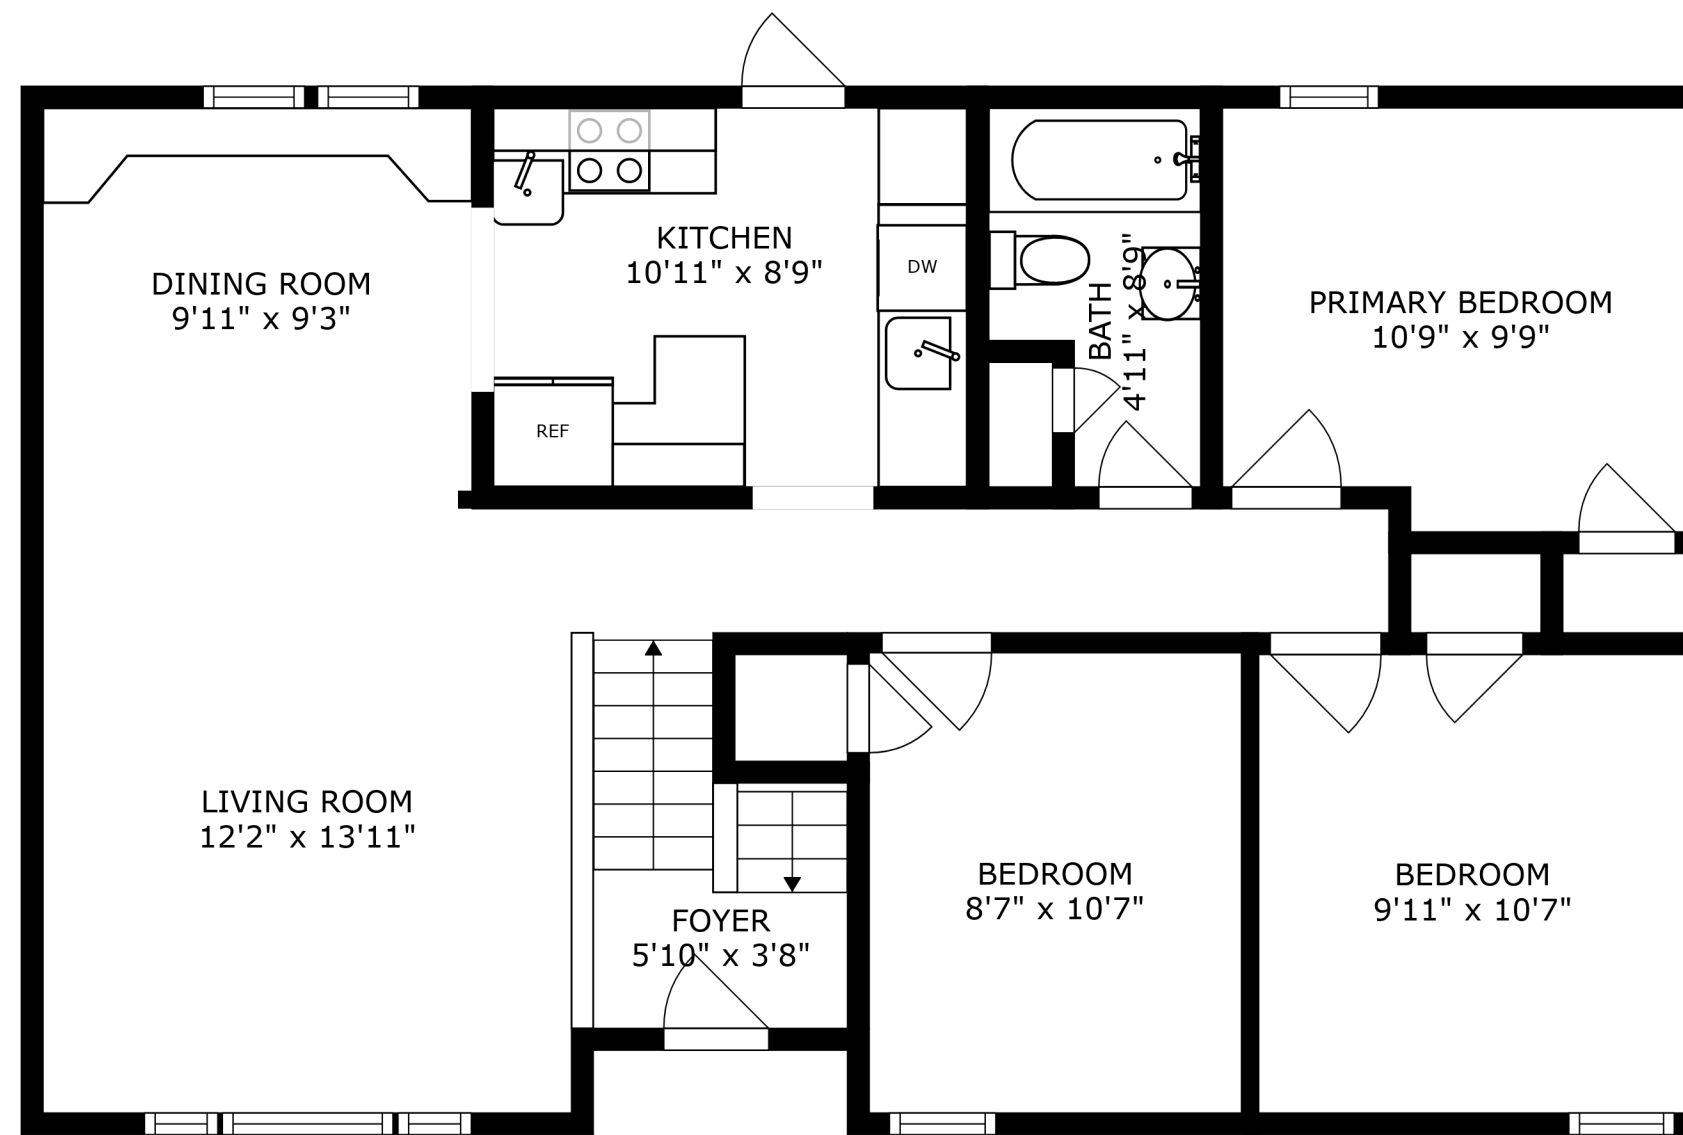 KITCHEN
10'11" x 8'9"
DW
DINING ROOM
9'11" x 9'3"
BATH
4'11" x 8'9"
PRIMARY BEDROOM
10'9" x 9'9"
REF
LIVING ROOM
12'2" x 13'11"
FOYER
5'10" x 3'8"
BEDROOM
8'7" x 10'7"
BEDROOM
9'11" x 10'7"